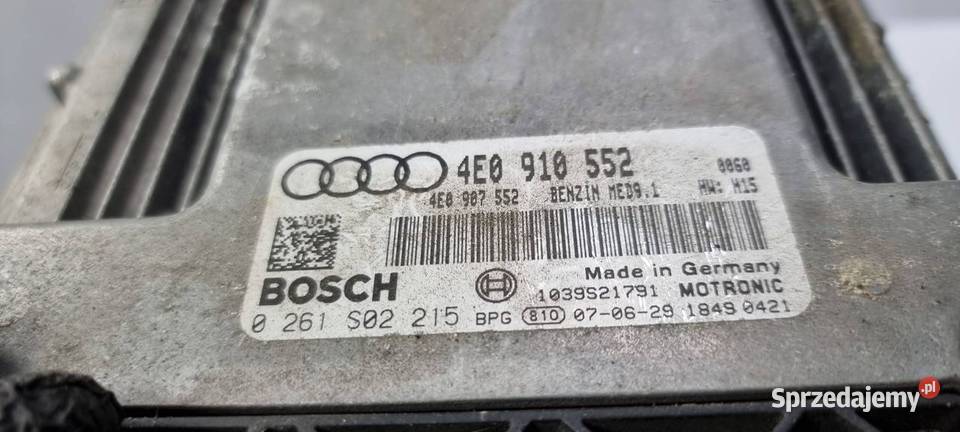 4E0 910 552 0060
4E0 907 552 BENZIN MED9.1 HW: H15
Made in Germany
BOSCH 1039S21791 MOTRONIC
0 261 S02 215 BPG 810 07-06-29 1849 0421
Sprzedajemy.pl